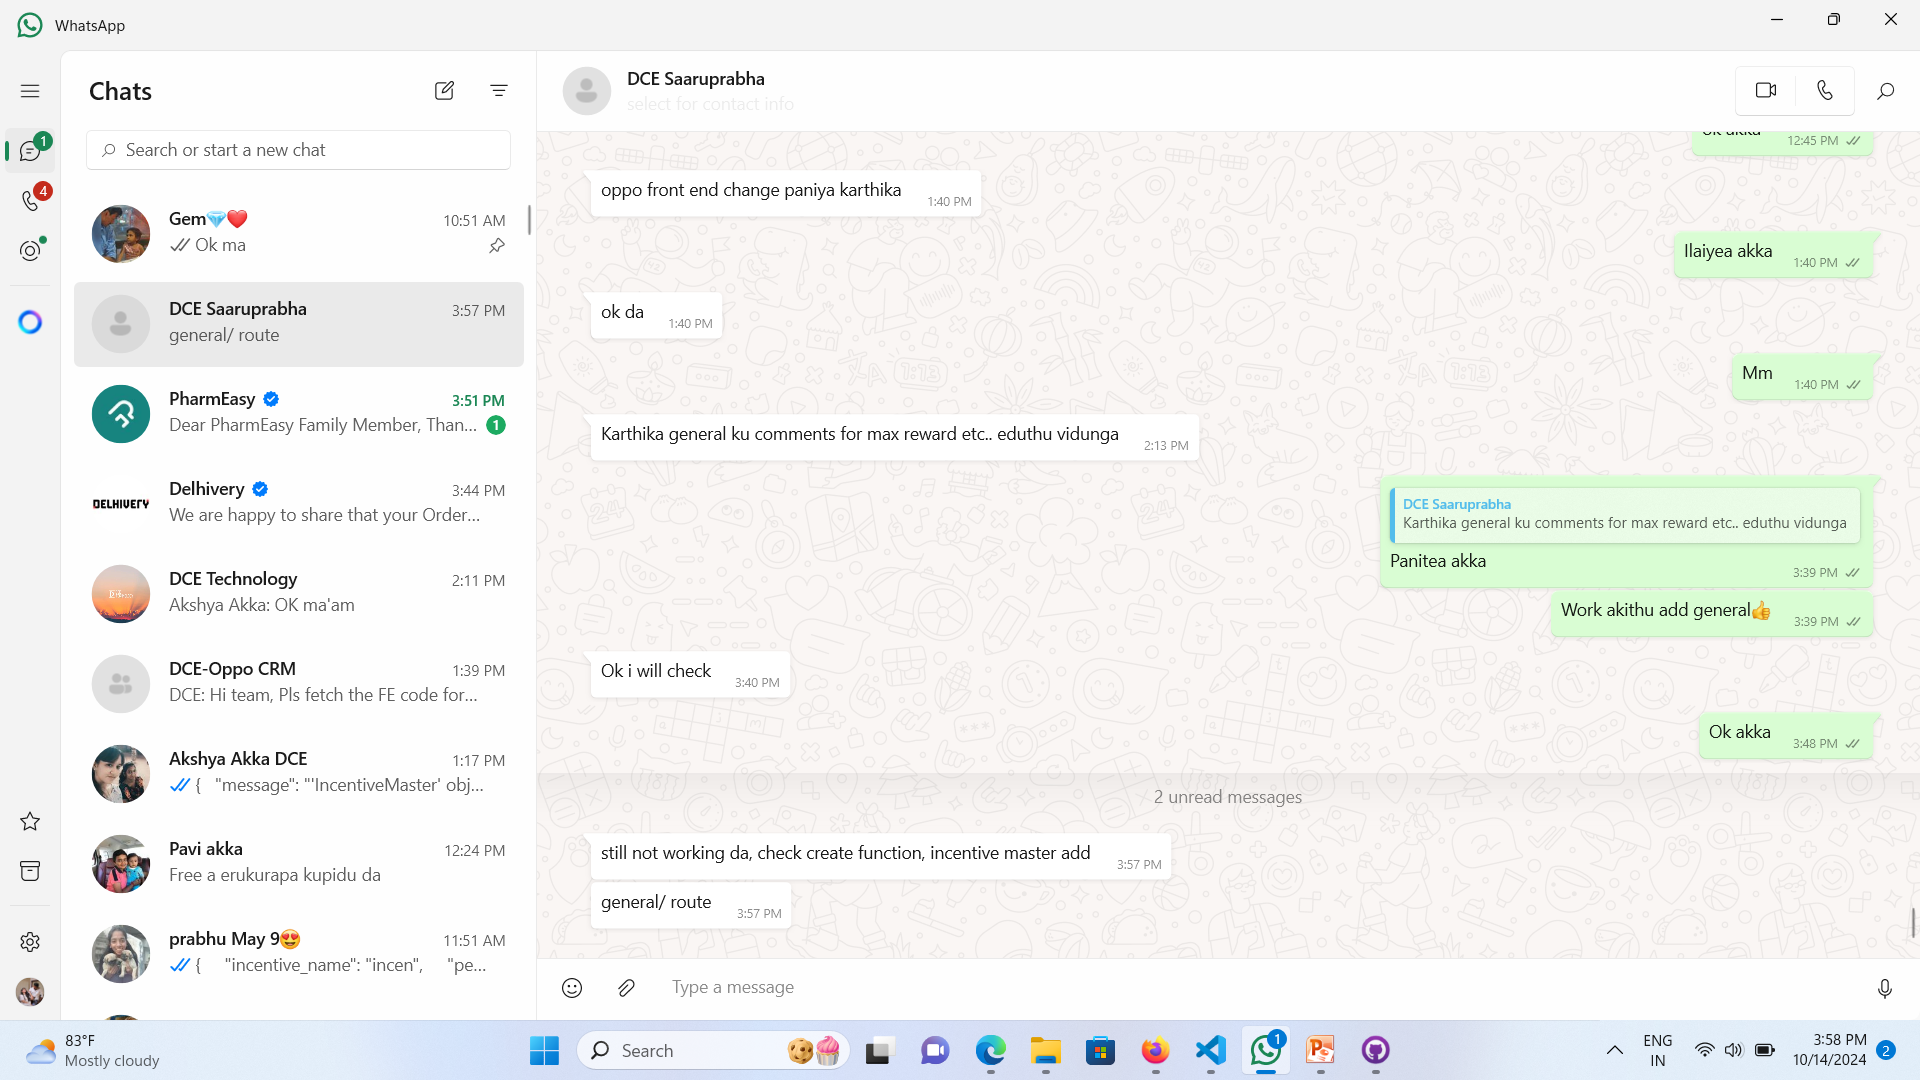 WhatsApp
Chats
Search or start a new chat
1
4
Gem💎❤️ 10:51 AM
Ok ma
DCE Saaruprabha 3:57 PM
general/ route
PharmEasy 3:51 PM
Dear PharmEasy Family Member, Than... 1
DELHIVERY
Delhivery 3:44 PM
We are happy to share that your Order...
DCE Technology 2:11 PM
Akshya Akka: OK ma'am
DCE-Oppo CRM 1:39 PM
DCE: Hi team, Pls fetch the FE code for...
Akshya Akka DCE 1:17 PM
{ "message": "'IncentiveMaster' obj...
Pavi akka 12:24 PM
Free a erukurapa kupidu da
prabhu May 9😍 11:51 AM
{ "incentive_name": "incen", "pe...
DCE Saaruprabha
select for contact info
Ok akka 12:45 PM
oppo front end change paniya karthika 1:40 PM
Ilaiyea akka 1:40 PM
ok da 1:40 PM
Mm 1:40 PM
Karthika general ku comments for max reward etc.. eduthu vidunga 2:13 PM
DCE Saaruprabha
Karthika general ku comments for max reward etc.. eduthu vidunga
Panitea akka 3:39 PM
Work akithu add general👍 3:39 PM
Ok i will check 3:40 PM
Ok akka 3:48 PM
2 unread messages
still not working da, check create function, incentive master add 3:57 PM
general/ route 3:57 PM
Type a message
83°F
Mostly cloudy
Search
1
ENG
IN
3:58 PM
10/14/2024
2